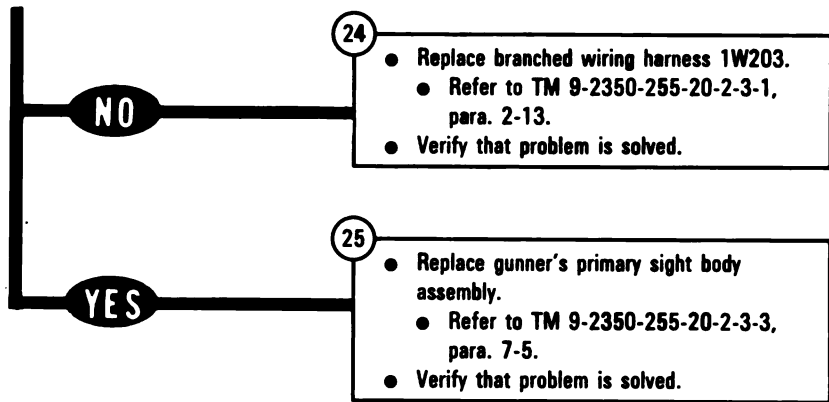 24
● Replace branched wiring harness 1W203.
● Refer to TM 9-2350-255-20-2-3-1,
para. 2-13.
● Verify that problem is solved.
NO
25
● Replace gunner's primary sight body
assembly.
● Refer to TM 9-2350-255-20-2-3-3,
para. 7-5.
● Verify that problem is solved.
YES